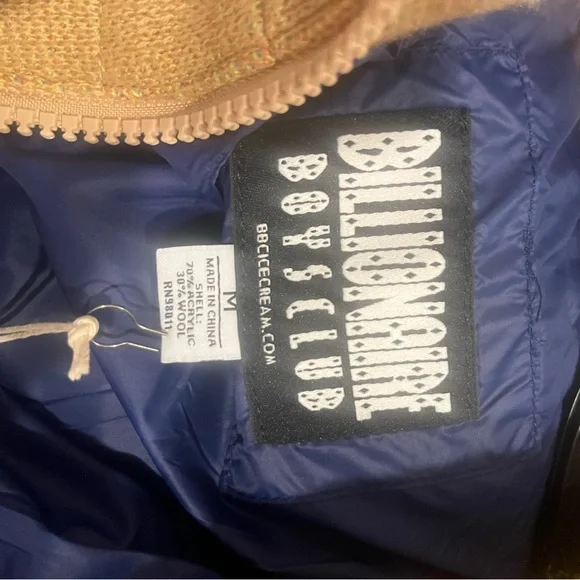 BILLIONAIRE
BOYS CLUB
BBCICECREAM.COM
M
MADE IN CHINA
SHELL:
70% ACRYLIC
30% WOOL